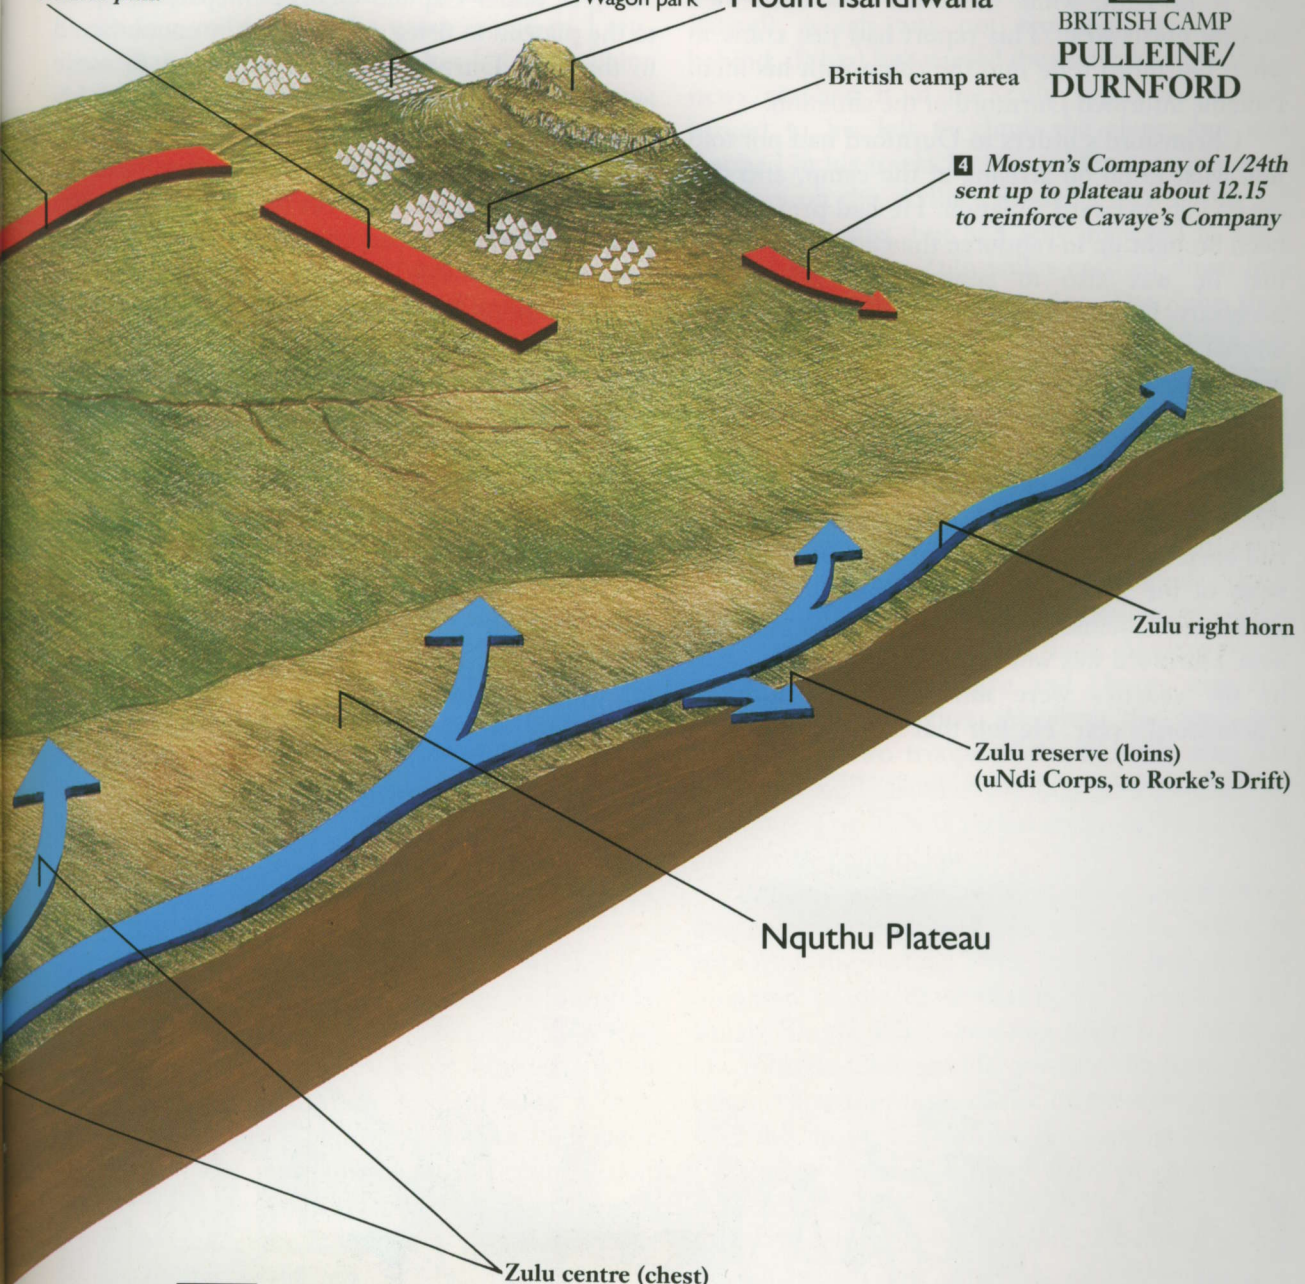 Wagon park
Mount Isandlwana
BRITISH CAMP
PULLEINE/
DURNFORD
British camp area
4 Mostyn's Company of 1/24th
sent up to plateau about 12.15
to reinforce Cavaye's Company
Zulu right horn
Zulu reserve (loins)
(uNdi Corps, to Rorke's Drift)
Nquthu Plateau
Zulu centre (chest)